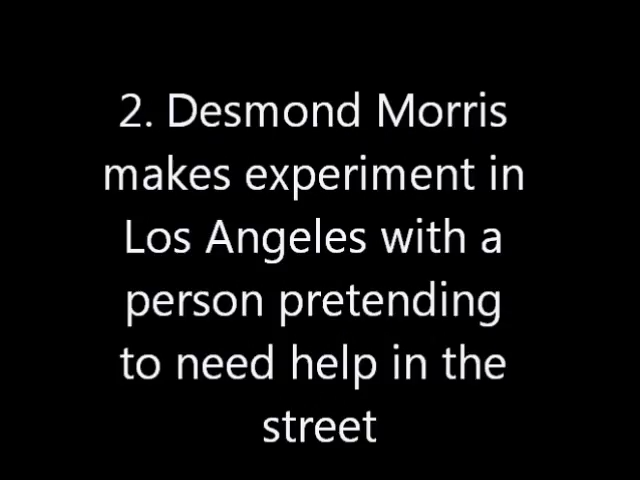 2. Desmond Morris
makes experiment in
Los Angeles with a
person pretending
to need help in the
street